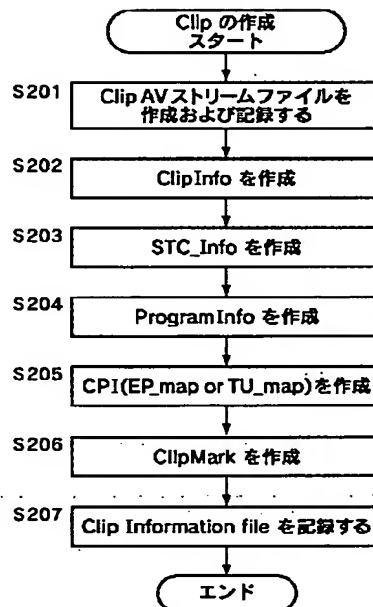 Clip の作成
スタート
S201
Clip AVストリームファイルを
作成および記録する
S202
ClipInfo を作成
S203
STC_Info を作成
S204
ProgramInfo を作成
S205
CPI(EP_map or TU_map)を作成
S206
ClipMark を作成
S207
Clip Information file を記録する
エンド